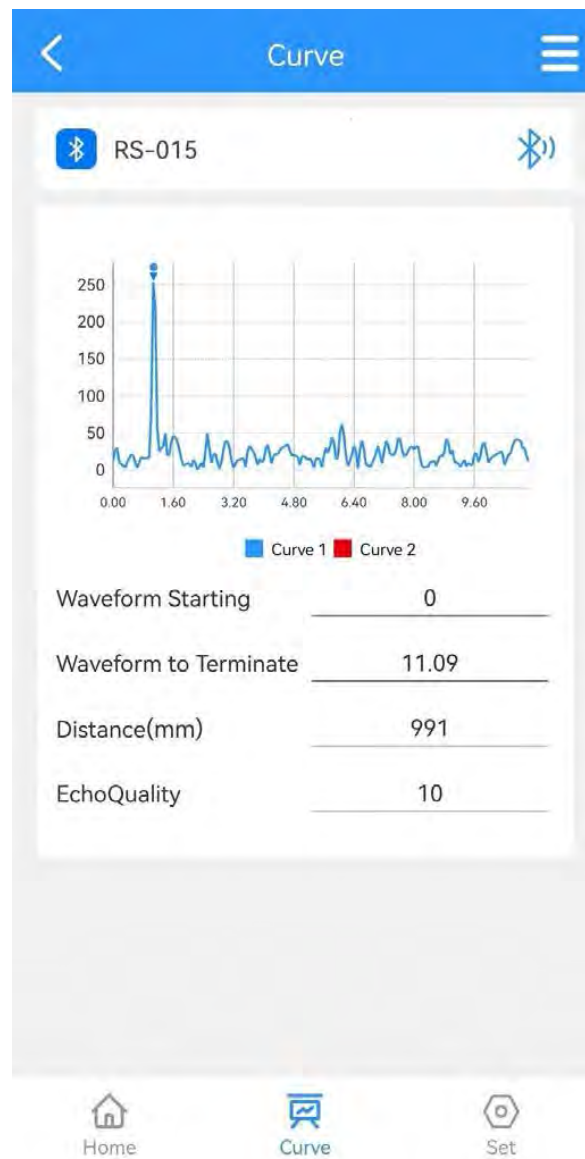 Curve
RS-015
250
200
150
100
50
0
0.00 1.60 3.20 4.80 6.40 8.00 9.60
Curve 1 Curve 2
Waveform Starting 0
Waveform to Terminate 11.09
Distance(mm) 991
EchoQuality 10
Home Curve Set